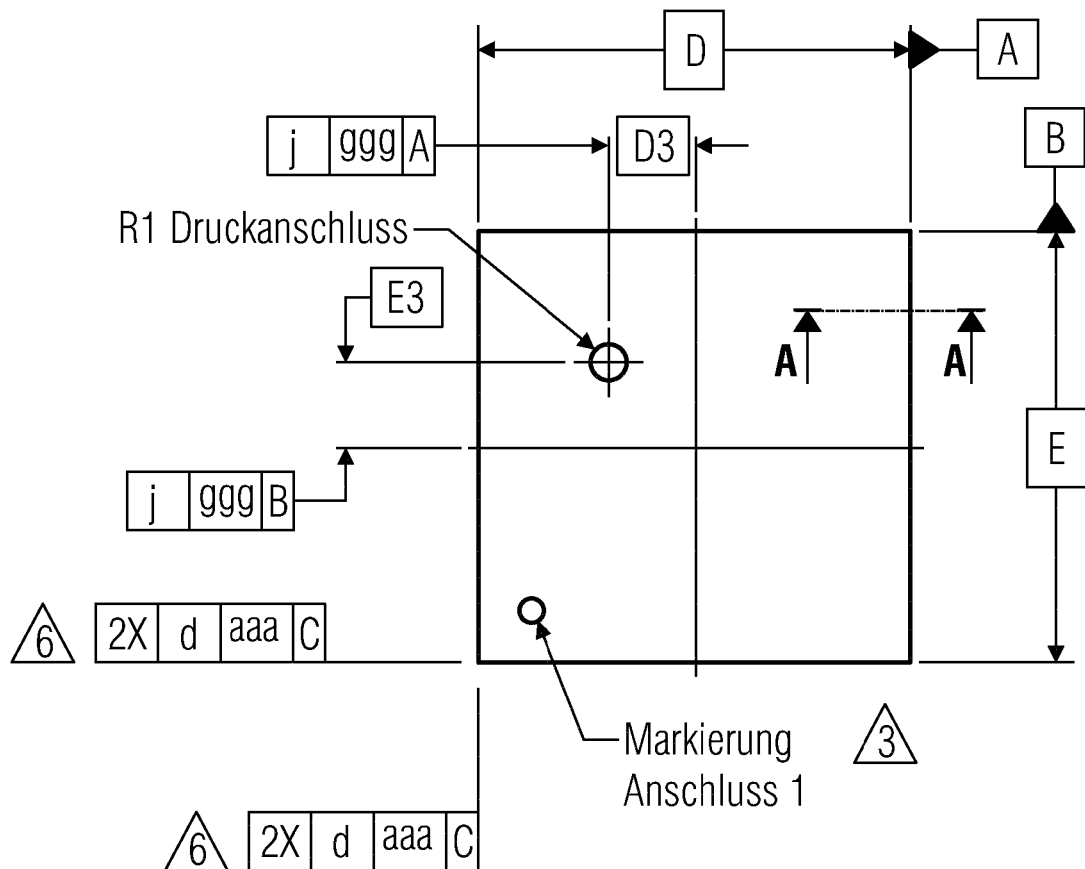 D
A
j ggg A
D3
B
R1 Druckanschluss
E3
A A
E
j ggg B
6 2X d aaa C
Markierung
Anschluss 1
3
6 2X d aaa C